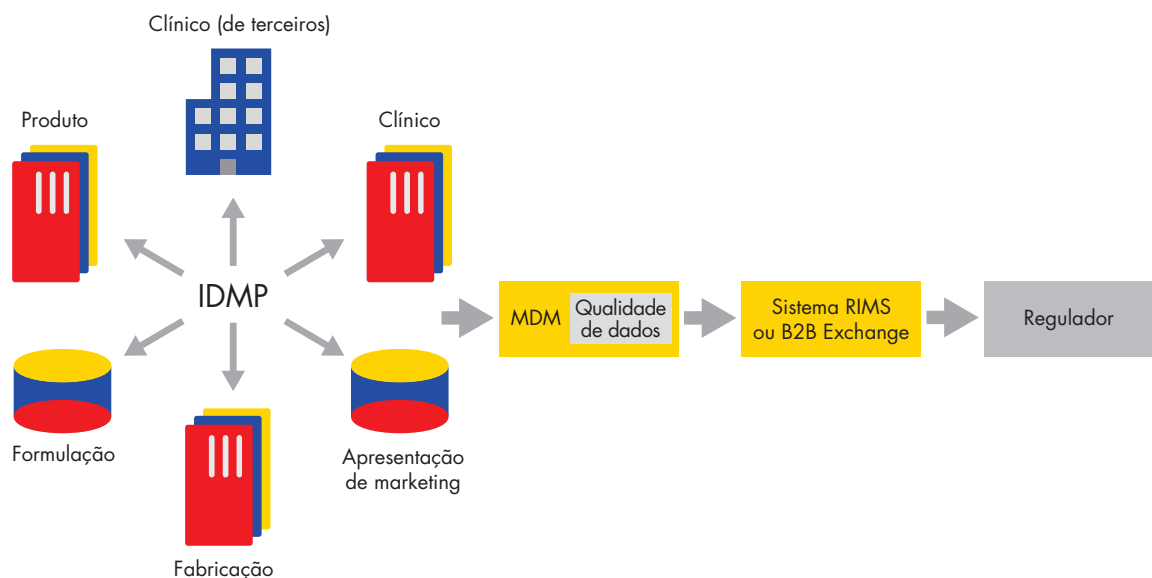 Clínico (de terceiros)
Produto
Clínico
IDMP
Formulação
Fabricação
Apresentação
de marketing
MDM
Qualidade
de dados
Sistema RIMS
ou B2B Exchange
Regulador